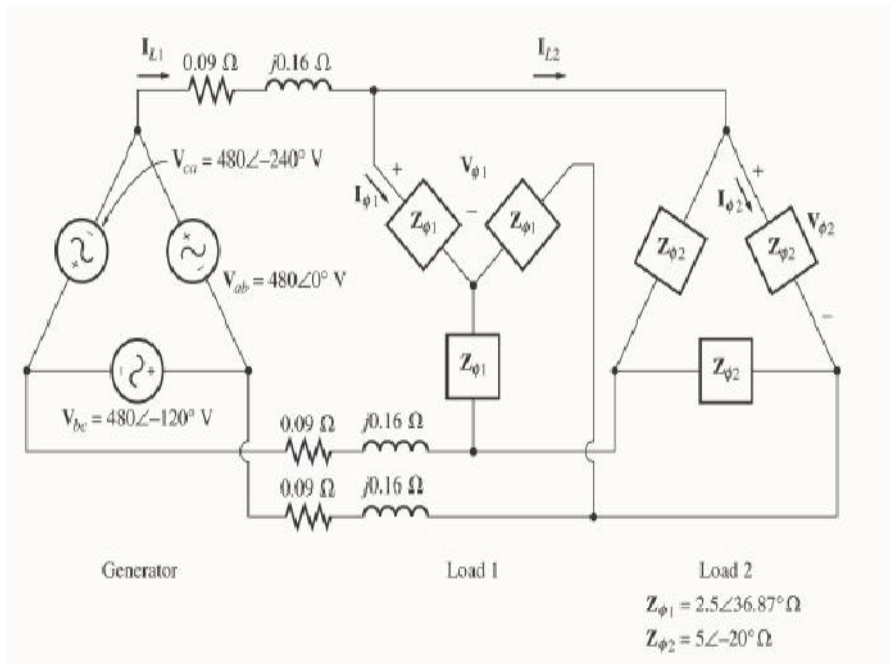 I_L1
0.09 Ω
j0.16 Ω
I_L2
V_ca = 480∠–240° V
+
V_ϕ1
–
I_ϕ1
Z_ϕ1
Z_ϕ1
+
I_ϕ2
V_ϕ2
Z_ϕ2
Z_ϕ2
–
V_ab = 480∠0° V
Z_ϕ1
Z_ϕ2
V_bc = 480∠–120° V
0.09 Ω
j0.16 Ω
0.09 Ω
j0.16 Ω
Generator
Load 1
Load 2
Z_ϕ1 = 2.5∠36.87° Ω
Z_ϕ2 = 5∠–20° Ω